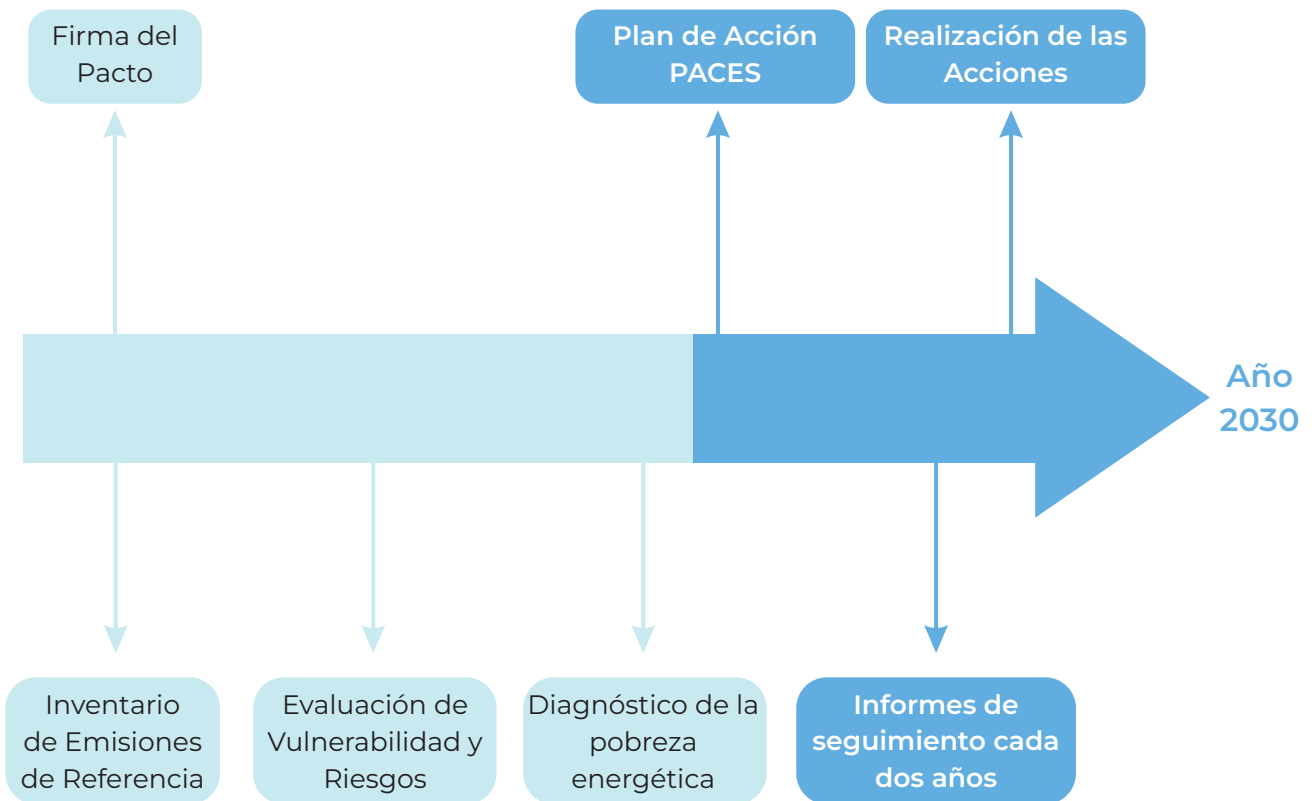 Firma del
Pacto
Plan de Acción
PACES
Realización de las
Acciones
Año
2030
Inventario
de Emisiones
de Referencia
Evaluación de
Vulnerabilidad y
Riesgos
Diagnóstico de la
pobreza
energética
Informes de
seguimiento cada
dos años